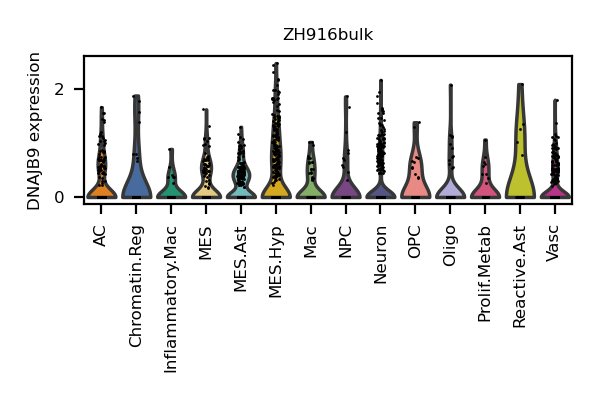 ZH916bulk
DNAJB9 expression
2
0
AC
Chromatin.Reg
Inflammatory.Mac
MES
MES.Ast
MES.Hyp
Mac
NPC
Neuron
OPC
Oligo
Prolif.Metab
Reactive.Ast
Vasc